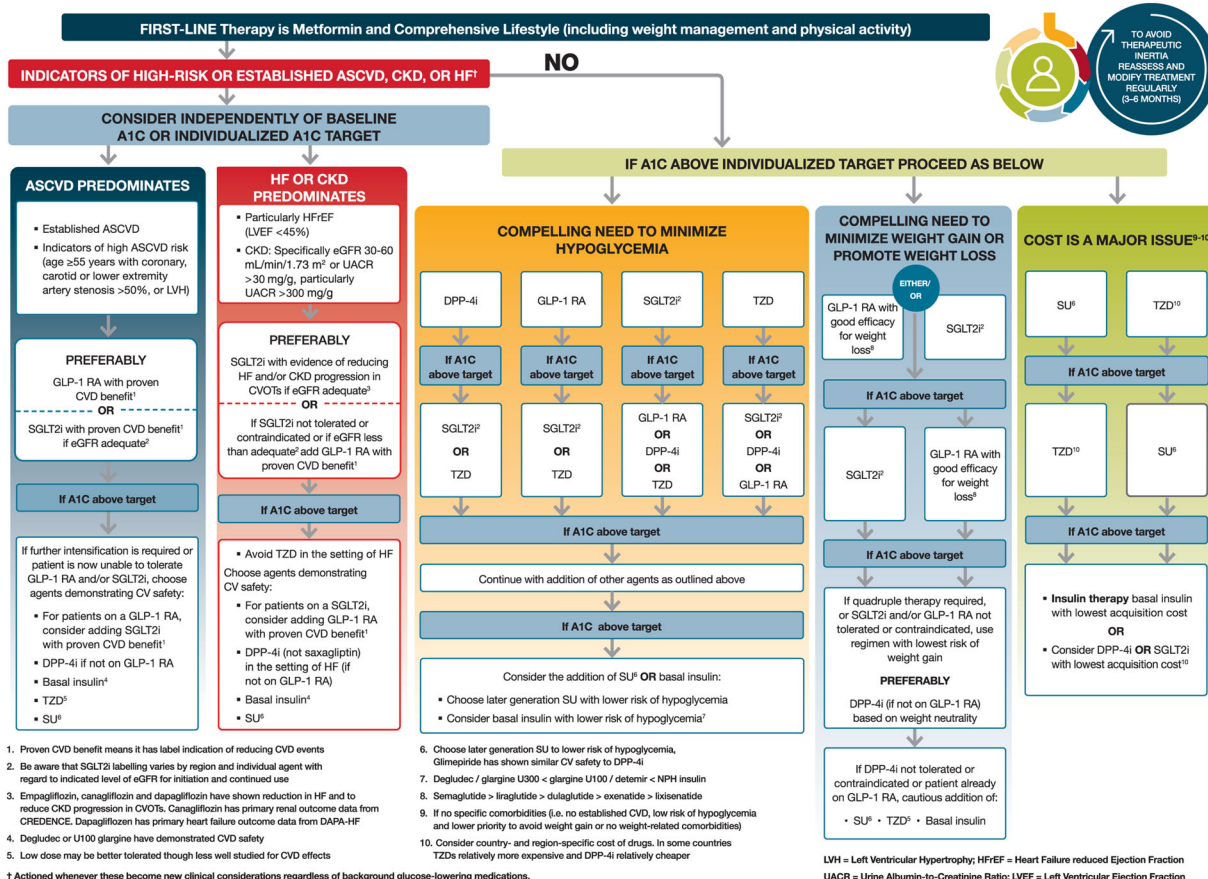 FIRST-LINE Therapy is Metformin and Comprehensive Lifestyle (including weight management and physical activity)
TO AVOID
THERAPEUTIC
INERTIA
REASSESS AND
MODIFY TREATMENT
REGULARLY
(3–6 MONTHS)
INDICATORS OF HIGH-RISK OR ESTABLISHED ASCVD, CKD, OR HF†
NO
CONSIDER INDEPENDENTLY OF BASELINE
A1C OR INDIVIDUALIZED A1C TARGET
IF A1C ABOVE INDIVIDUALIZED TARGET PROCEED AS BELOW
ASCVD PREDOMINATES
▪ Established ASCVD
▪ Indicators of high ASCVD risk
(age ≥55 years with coronary,
carotid or lower extremity
artery stenosis >50%, or LVH)
PREFERABLY
GLP-1 RA with proven
CVD benefit¹
OR
SGLT2i with proven CVD benefit¹
if eGFR adequate²
If A1C above target
If further intensification is required or
patient is now unable to tolerate
GLP-1 RA and/or SGLT2i, choose
agents demonstrating CV safety:
▪ For patients on a GLP-1 RA,
consider adding SGLT2i
with proven CVD benefit¹
▪ DPP-4i if not on GLP-1 RA
▪ Basal insulin⁴
▪ TZD⁵
▪ SU⁶
HF OR CKD
PREDOMINATES
▪ Particularly HFrEF
(LVEF <45%)
▪ CKD: Specifically eGFR 30-60
mL/min/1.73 m² or UACR
>30 mg/g, particularly
UACR >300 mg/g
PREFERABLY
SGLT2i with evidence of reducing
HF and/or CKD progression in
CVOTs if eGFR adequate³
OR
If SGLT2i not tolerated or
contraindicated or if eGFR less
than adequate² add GLP-1 RA with
proven CVD benefit¹
If A1C above target
▪ Avoid TZD in the setting of HF
Choose agents demonstrating
CV safety:
▪ For patients on a SGLT2i,
consider adding GLP-1 RA
with proven CVD benefit¹
▪ DPP-4i (not saxagliptin)
in the setting of HF (if
not on GLP-1 RA)
▪ Basal insulin⁴
▪ SU⁶
COMPELLING NEED TO MINIMIZE
HYPOGLYCEMIA
DPP-4i
GLP-1 RA
SGLT2i²
TZD
If A1C
above target
If A1C
above target
If A1C
above target
If A1C
above target
SGLT2i²
OR
TZD
SGLT2i²
OR
TZD
GLP-1 RA
OR
DPP-4i
OR
TZD
SGLT2i²
OR
DPP-4i
OR
GLP-1 RA
If A1C above target
Continue with addition of other agents as outlined above
If A1C above target
Consider the addition of SU⁶ OR basal insulin:
▪ Choose later generation SU with lower risk of hypoglycemia
▪ Consider basal insulin with lower risk of hypoglycemia⁷
COMPELLING NEED TO
MINIMIZE WEIGHT GAIN OR
PROMOTE WEIGHT LOSS
EITHER/
OR
GLP-1 RA with
good efficacy
for weight
loss⁸
SGLT2i²
If A1C above target
SGLT2i²
GLP-1 RA with
good efficacy
for weight
loss⁸
If A1C above target
If quadruple therapy required,
or SGLT2i and/or GLP-1 RA not
tolerated or contraindicated, use
regimen with lowest risk of
weight gain
PREFERABLY
DPP-4i (if not on GLP-1 RA)
based on weight neutrality
If DPP-4i not tolerated or
contraindicated or patient already
on GLP-1 RA, cautious addition of:
• SU⁶ • TZD⁵ • Basal insulin
COST IS A MAJOR ISSUE⁹⁻¹⁰
SU⁶
TZD¹⁰
If A1C above target
TZD¹⁰
SU⁶
If A1C above target
▪ Insulin therapy basal insulin
with lowest acquisition cost
OR
▪ Consider DPP-4i OR SGLT2i
with lowest acquisition cost¹⁰
1. Proven CVD benefit means it has label indication of reducing CVD events
2. Be aware that SGLT2i labelling varies by region and individual agent with
regard to indicated level of eGFR for initiation and continued use
3. Empagliflozin, canagliflozin and dapagliflozin have shown reduction in HF and to
reduce CKD progression in CVOTs. Canagliflozin has primary renal outcome data from
CREDENCE. Dapagliflozen has primary heart failure outcome data from DAPA-HF
4. Degludec or U100 glargine have demonstrated CVD safety
5. Low dose may be better tolerated though less well studied for CVD effects
6. Choose later generation SU to lower risk of hypoglycemia,
Glimepiride has shown similar CV safety to DPP-4i
7. Degludec / glargine U300 < glargine U100 / detemir < NPH insulin
8. Semaglutide > liraglutide > dulaglutide > exenatide > lixisenatide
9. If no specific comorbidities (i.e. no established CVD, low risk of hypoglycemia
and lower priority to avoid weight gain or no weight-related comorbidities)
10. Consider country- and region-specific cost of drugs. In some countries
TZDs relatively more expensive and DPP-4i relatively cheaper
† Actioned whenever these become new clinical considerations regardless of background glucose-lowering medications.
LVH = Left Ventricular Hypertrophy; HFrEF = Heart Failure reduced Ejection Fraction
UACR = Urine Albumin-to-Creatinine Ratio; LVEF = Left Ventricular Ejection Fraction